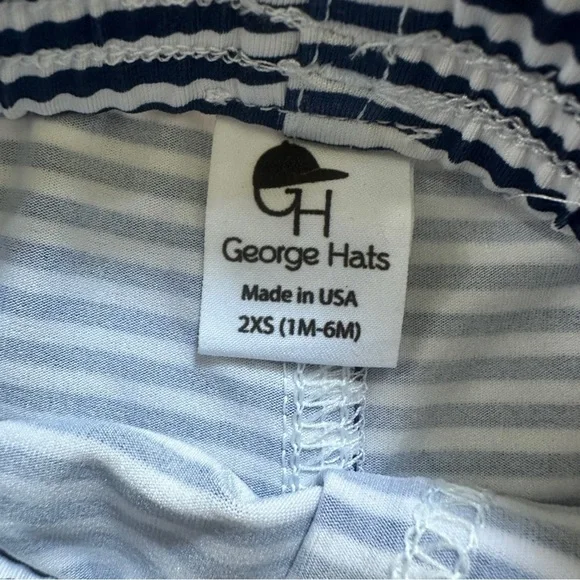 GH
George Hats
Made in USA
2XS (1M-6M)